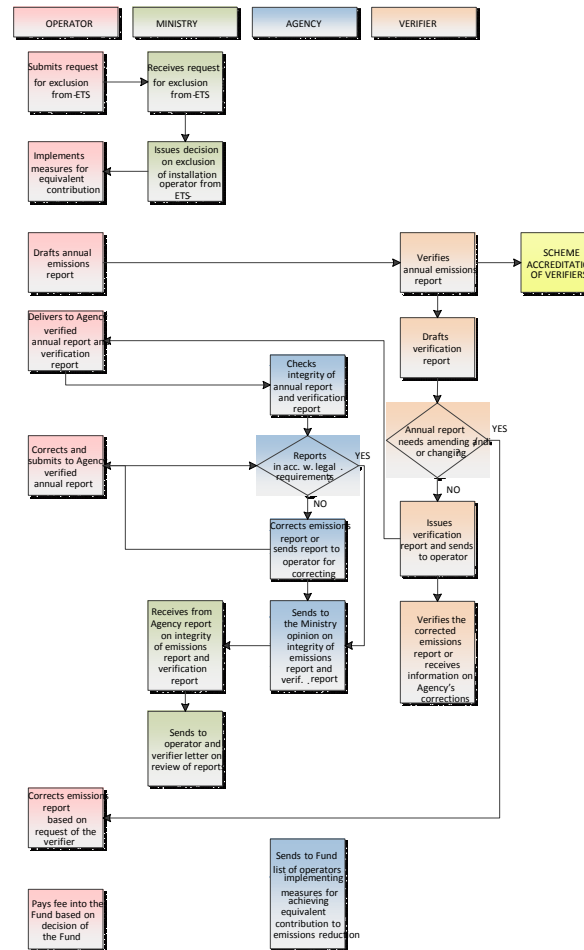 OPERATOR
MINISTRY
AGENCY
VERIFIER
Submits request
for exclusion
from ETS
Receives request
for exclusion
from ETS
Implements
measures for
equivalent
contribution
Issues decision
on exclusion
of installation
operator from
ETS-
Drafts annual
emissions
report
Verifies
annual emissions
report
SCHEME
ACCREDITATIO
OF VERIFIERS
Delivers to Agency
verified
annual report and
verification
report
Drafts
verification
report
Checks
integrity of
annual report
and verification
report
Corrects and
submits to Agency
verified
annual report
Reports
in acc. w. legal .
requirements
YES
NO
Annual report
needs amending and
or changing?
YES
NO
Corrects emissions
report or
sends report to
operator for
correcting
Issues
verification
report and sends
to operator
Receives from
Agency report
on integrity
of emissions
report and
verification
report
Sends to
the Ministry
opinion on
integrity of
emissions
report and
verif. . report
Verifies the
corrected
emissions
report or
receives
information on
Agency's
corrections
Sends to
operator and
verifier letter on
review of reports
Corrects emissions
report
based on
request of the
verifier
Sends to Fund
list of operators
implementing
measures for
achieving
equivalent
contribution to
emissions reduction
Pays fee into the
Fund based on
decision of
the Fund